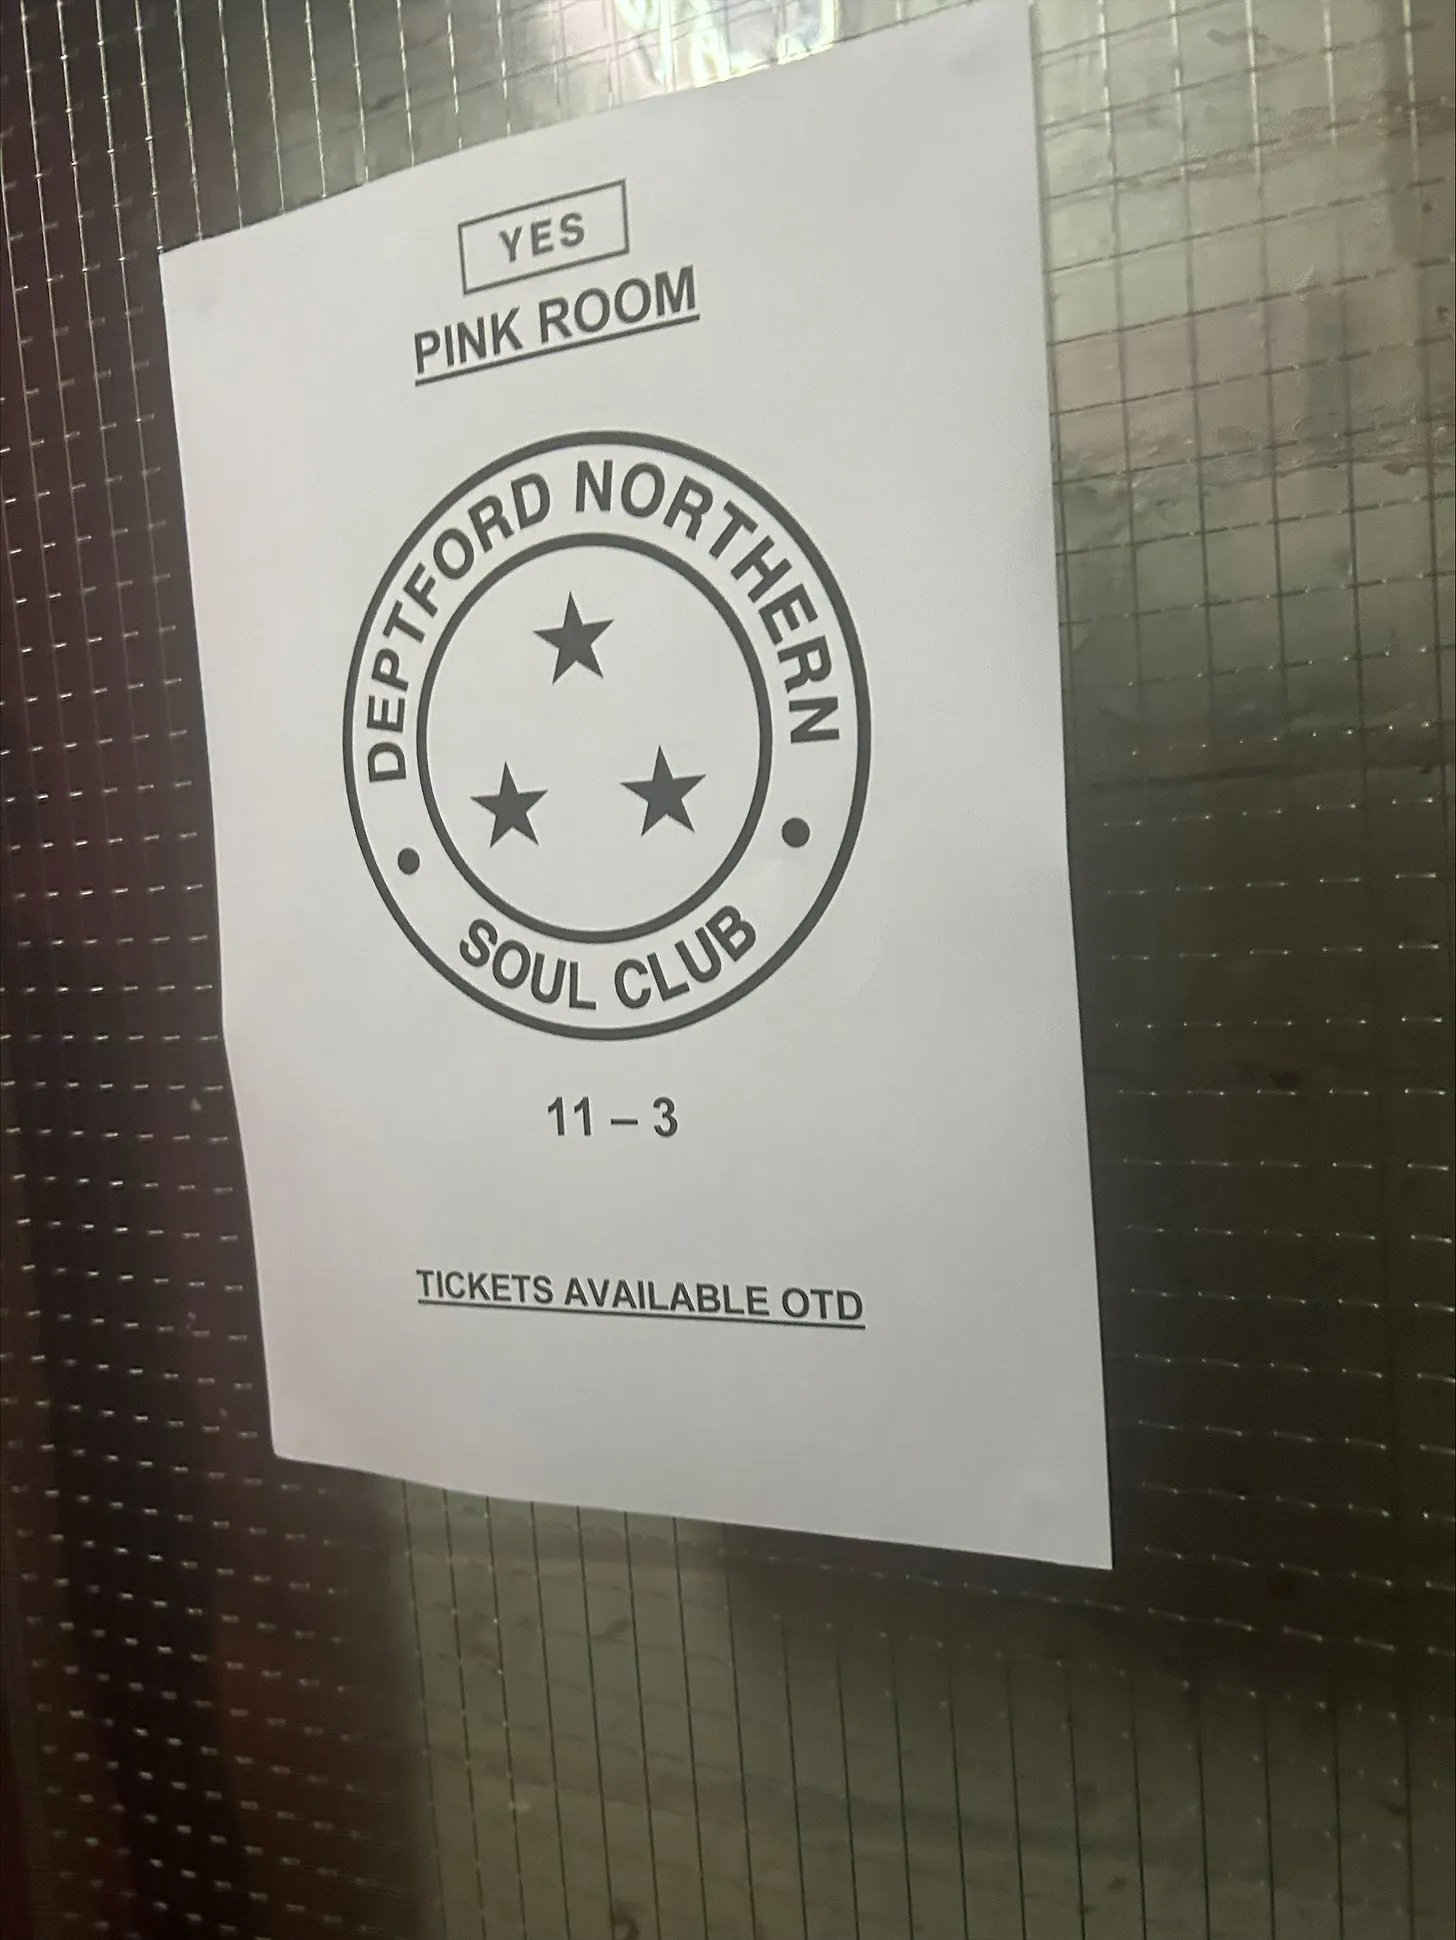 YES
PINK ROOM
DEPTFORD NORTHERN
SOUL CLUB
11 – 3
TICKETS AVAILABLE OTD